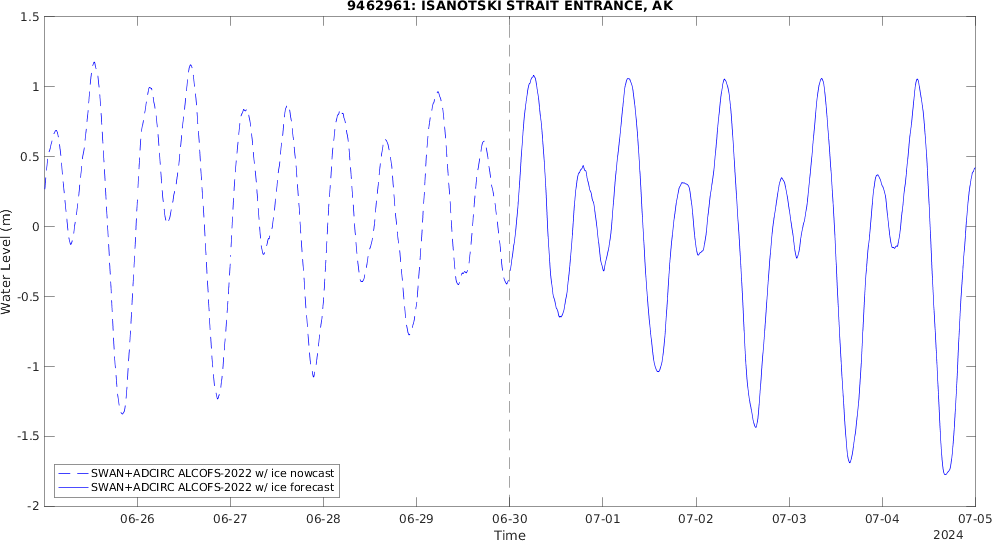 9462961: ISANOTSKI STRAIT ENTRANCE, AK
1.5
1
0.5
0
-0.5
-1
-1.5
-2
Water Level (m)
SWAN+ADCIRC ALCOFS-2022 w/ ice nowcast
SWAN+ADCIRC ALCOFS-2022 w/ ice forecast
06-26 06-27 06-28 06-29 06-30 07-01 07-02 07-03 07-04 07-05
Time
2024